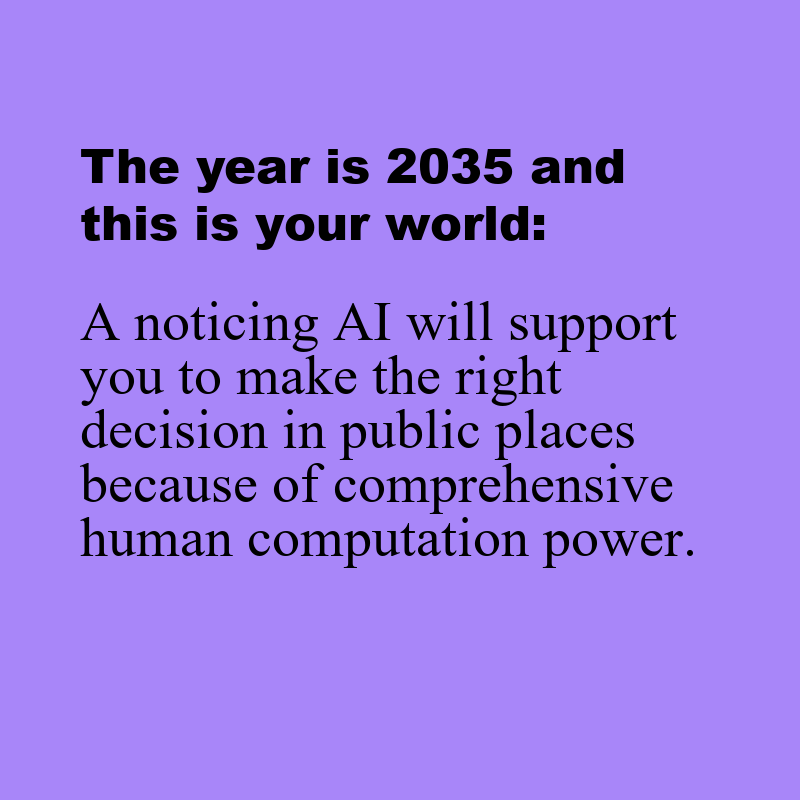 The year is 2035 and
this is your world:
A noticing AI will support
you to make the right
decision in public places
because of comprehensive
human computation power.